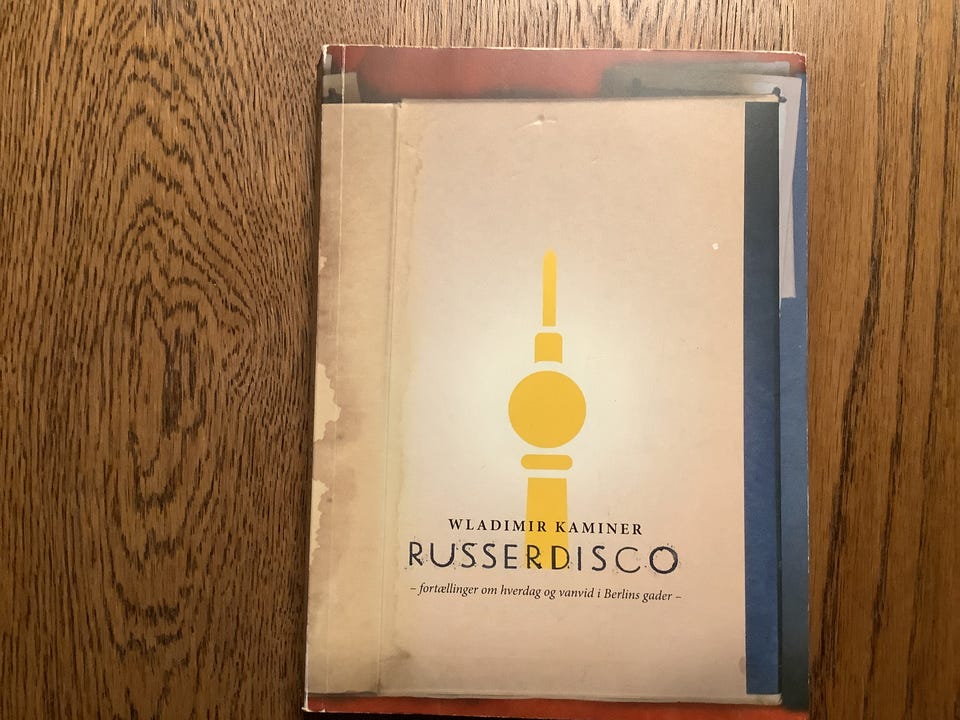 WLADIMIR KAMINER
RUSSERDISCO
– fortællinger om hverdag og vanvid i Berlins gader –